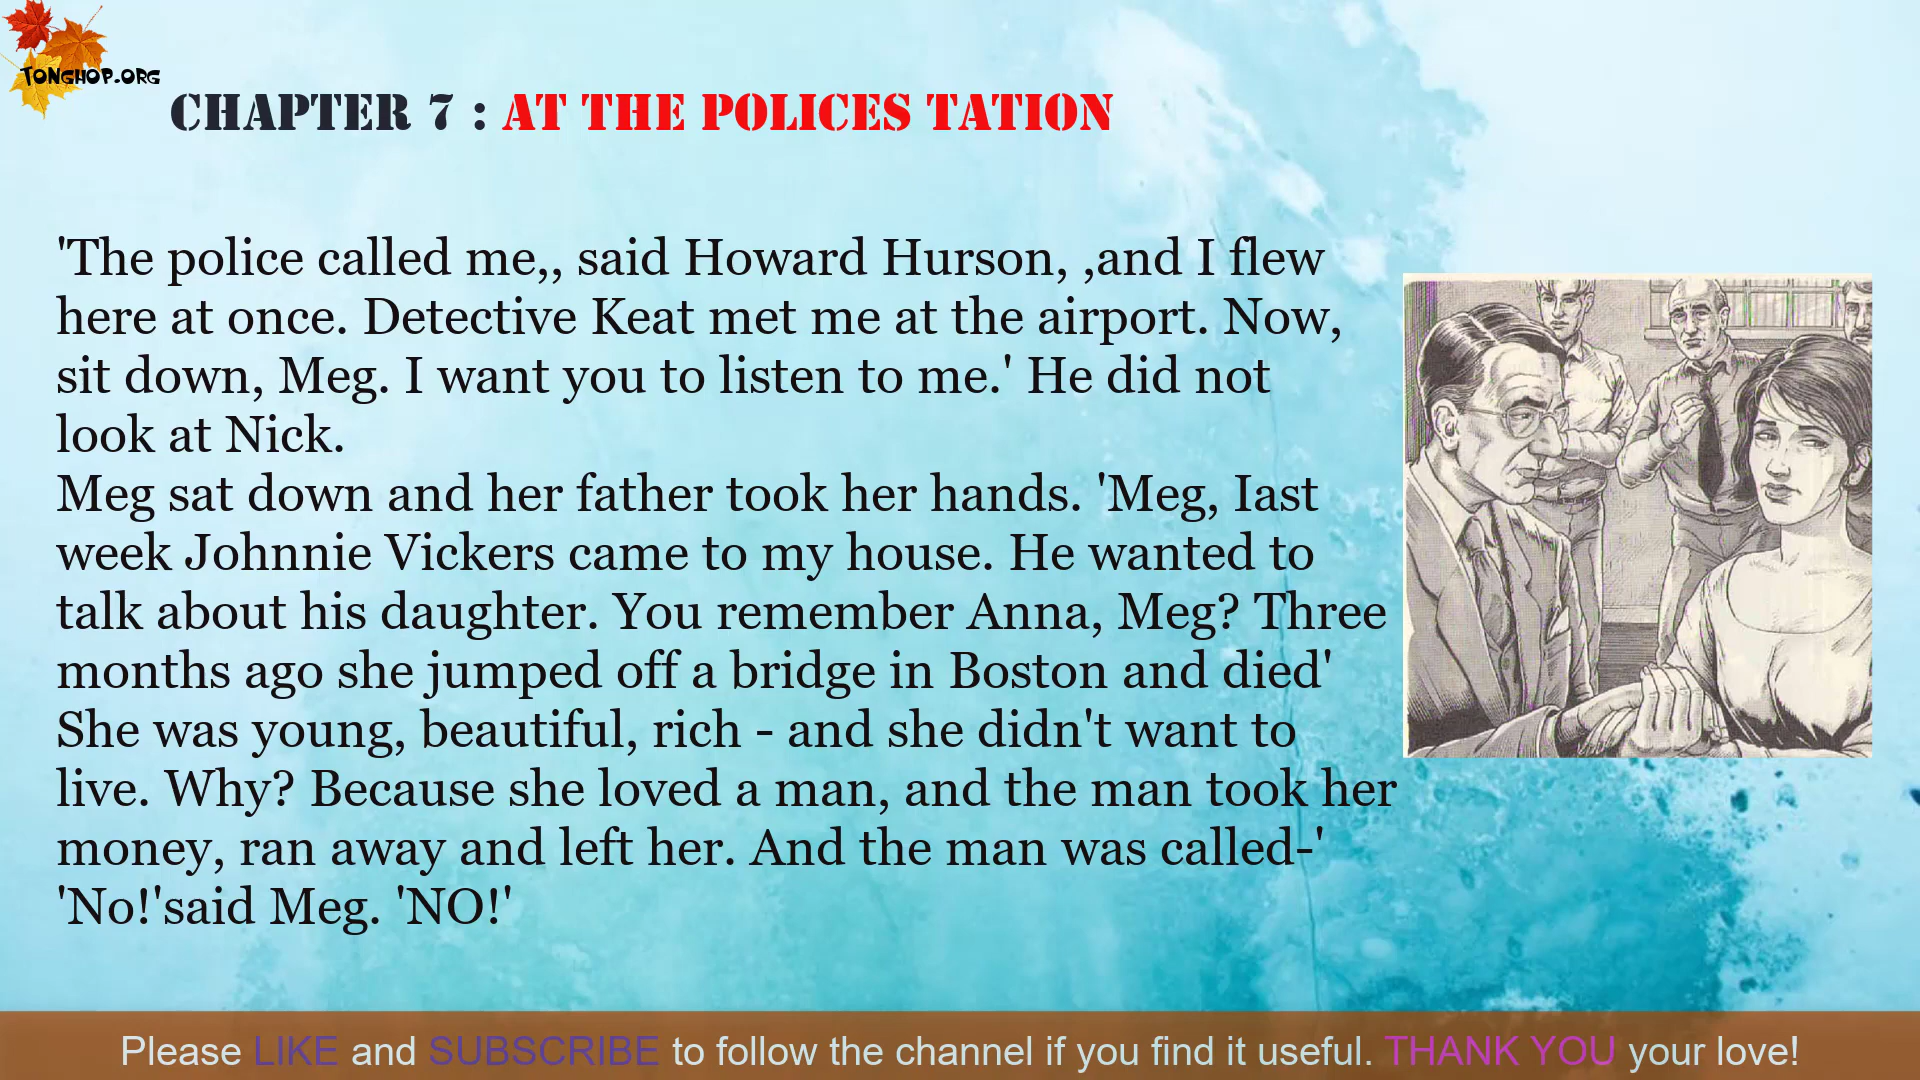 TONGHOP.ORG
CHAPTER 7 : AT THE POLICES TATION
'The police called me,, said Howard Hurson, ,and I flew
here at once. Detective Keat met me at the airport. Now,
sit down, Meg. I want you to listen to me.' He did not
look at Nick.
Meg sat down and her father took her hands. 'Meg, Iast
week Johnnie Vickers came to my house. He wanted to
talk about his daughter. You remember Anna, Meg? Three
months ago she jumped off a bridge in Boston and died'
She was young, beautiful, rich - and she didn't want to
live. Why? Because she loved a man, and the man took her
money, ran away and left her. And the man was called-'
'No!'said Meg. 'NO!'
Please LIKE and SUBSCRIBE to follow the channel if you find it useful. THANK YOU your love!